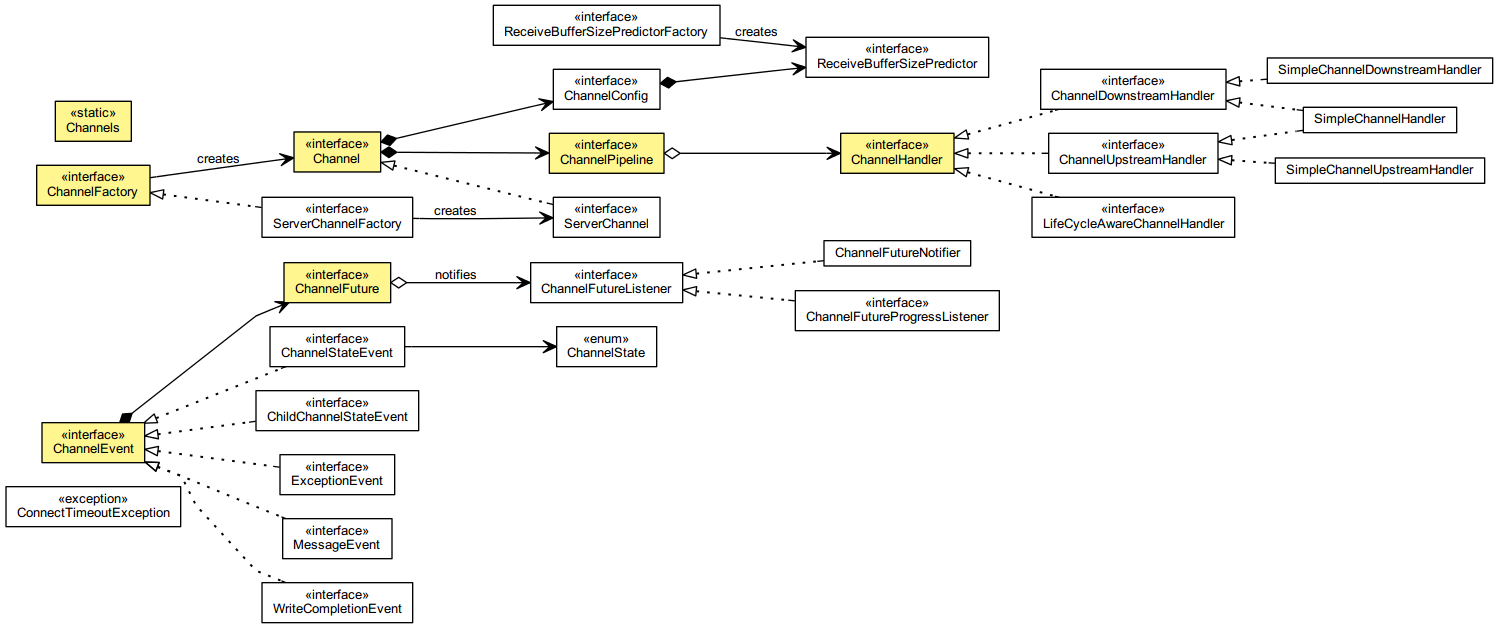 «interface»
ReceiveBufferSizePredictorFactory
creates
«interface»
ReceiveBufferSizePredictor
«interface»
ChannelConfig
«interface»
ChannelDownstreamHandler
SimpleChannelDownstreamHandler
«static»
Channels
SimpleChannelHandler
«interface»
Channel
«interface»
ChannelPipeline
«interface»
ChannelHandler
«interface»
ChannelUpstreamHandler
creates
«interface»
ChannelFactory
SimpleChannelUpstreamHandler
«interface»
ServerChannelFactory
creates
«interface»
ServerChannel
«interface»
LifeCycleAwareChannelHandler
«interface»
ChannelFuture
notifies
«interface»
ChannelFutureListener
ChannelFutureNotifier
«interface»
ChannelFutureProgressListener
«interface»
ChannelStateEvent
«enum»
ChannelState
«interface»
ChildChannelStateEvent
«interface»
ChannelEvent
«interface»
ExceptionEvent
«exception»
ConnectTimeoutException
«interface»
MessageEvent
«interface»
WriteCompletionEvent